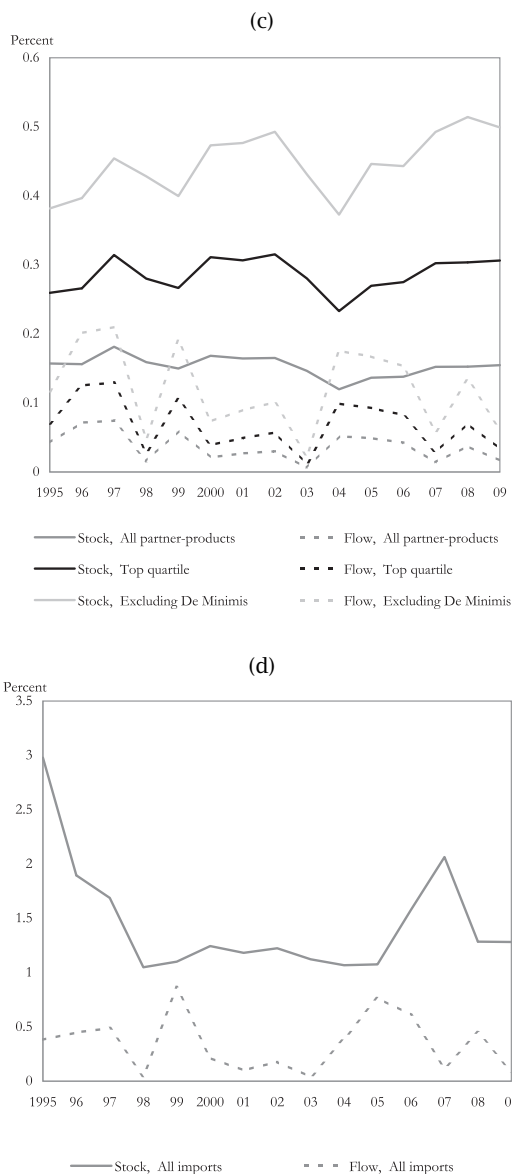 (c)
Percent
0.6
0.5
0.4
0.3
0.2
0.1
0
1995 96 97 98 99 2000 01 02 03 04 05 06 07 08 09
Stock, All partner-products Flow, All partner-products
Stock, Top quartile Flow, Top quartile
Stock, Excluding De Minimis Flow, Excluding De Minimis
(d)
Percent
3.5
3
2.5
2
1.5
1
0.5
0
1995 96 97 98 99 2000 01 02 03 04 05 06 07 08 0
Stock, All imports Flow, All imports